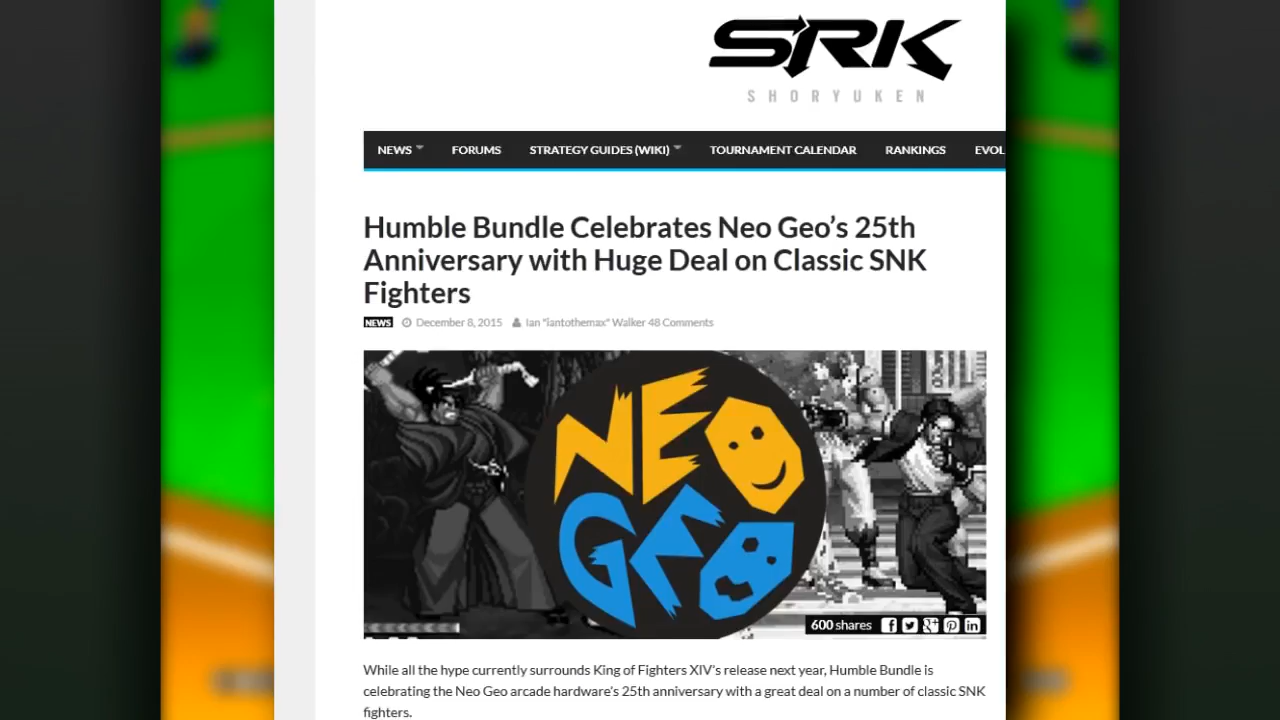 SRK
SHORYUKEN
NEWS FORUMS STRATEGY GUIDES (WIKI) TOURNAMENT CALENDAR RANKINGS EVOL
Humble Bundle Celebrates Neo Geo’s 25th
Anniversary with Huge Deal on Classic SNK
Fighters
NEWS December 8, 2015 Ian "iantothemax" Walker 48 Comments
NEO
GEO
600 shares
While all the hype currently surrounds King of Fighters XIV’s release next year, Humble Bundle is
celebrating the Neo Geo arcade hardware’s 25th anniversary with a great deal on a number of classic SNK
fighters.